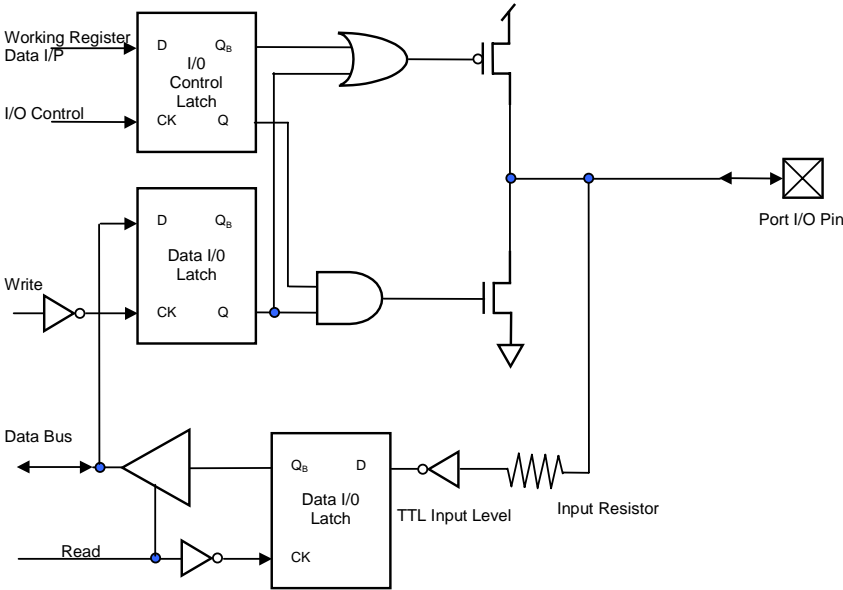 Working Register
Data I/P
D
QB
I/0
Control
Latch
I/O Control
CK
Q
Port I/O Pin
D
QB
Data I/0
Latch
Write
CK
Q
Data Bus
QB
D
Data I/0
Latch
TTL Input Level
Input Resistor
Read
CK